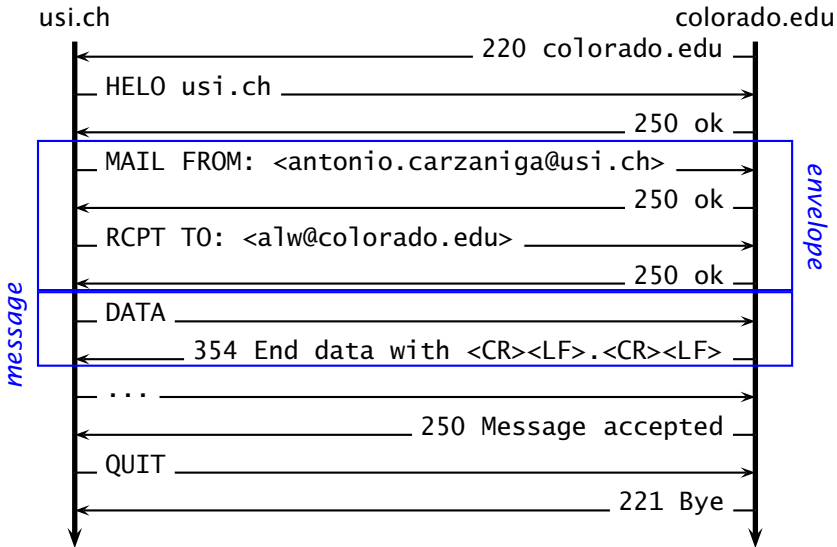 usi.ch
colorado.edu
220 colorado.edu
HELO usi.ch
250 ok
MAIL FROM: <antonio.carzaniga@usi.ch>
250 ok
RCPT TO: <alw@colorado.edu>
250 ok
envelope
DATA
354 End data with <CR><LF>.<CR><LF>
message
...
250 Message accepted
QUIT
221 Bye